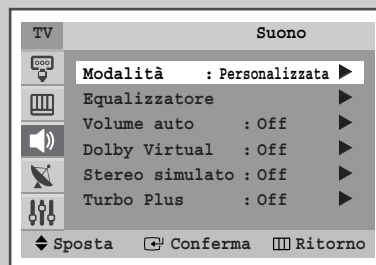 TV Suono
Modalità : Personalizzata ▶
Equalizzatore ▶
Volume auto : Off ▶
Dolby Virtual : Off ▶
Stereo simulato : Off ▶
Turbo Plus : Off ▶
Sposta Conferma Ritorno